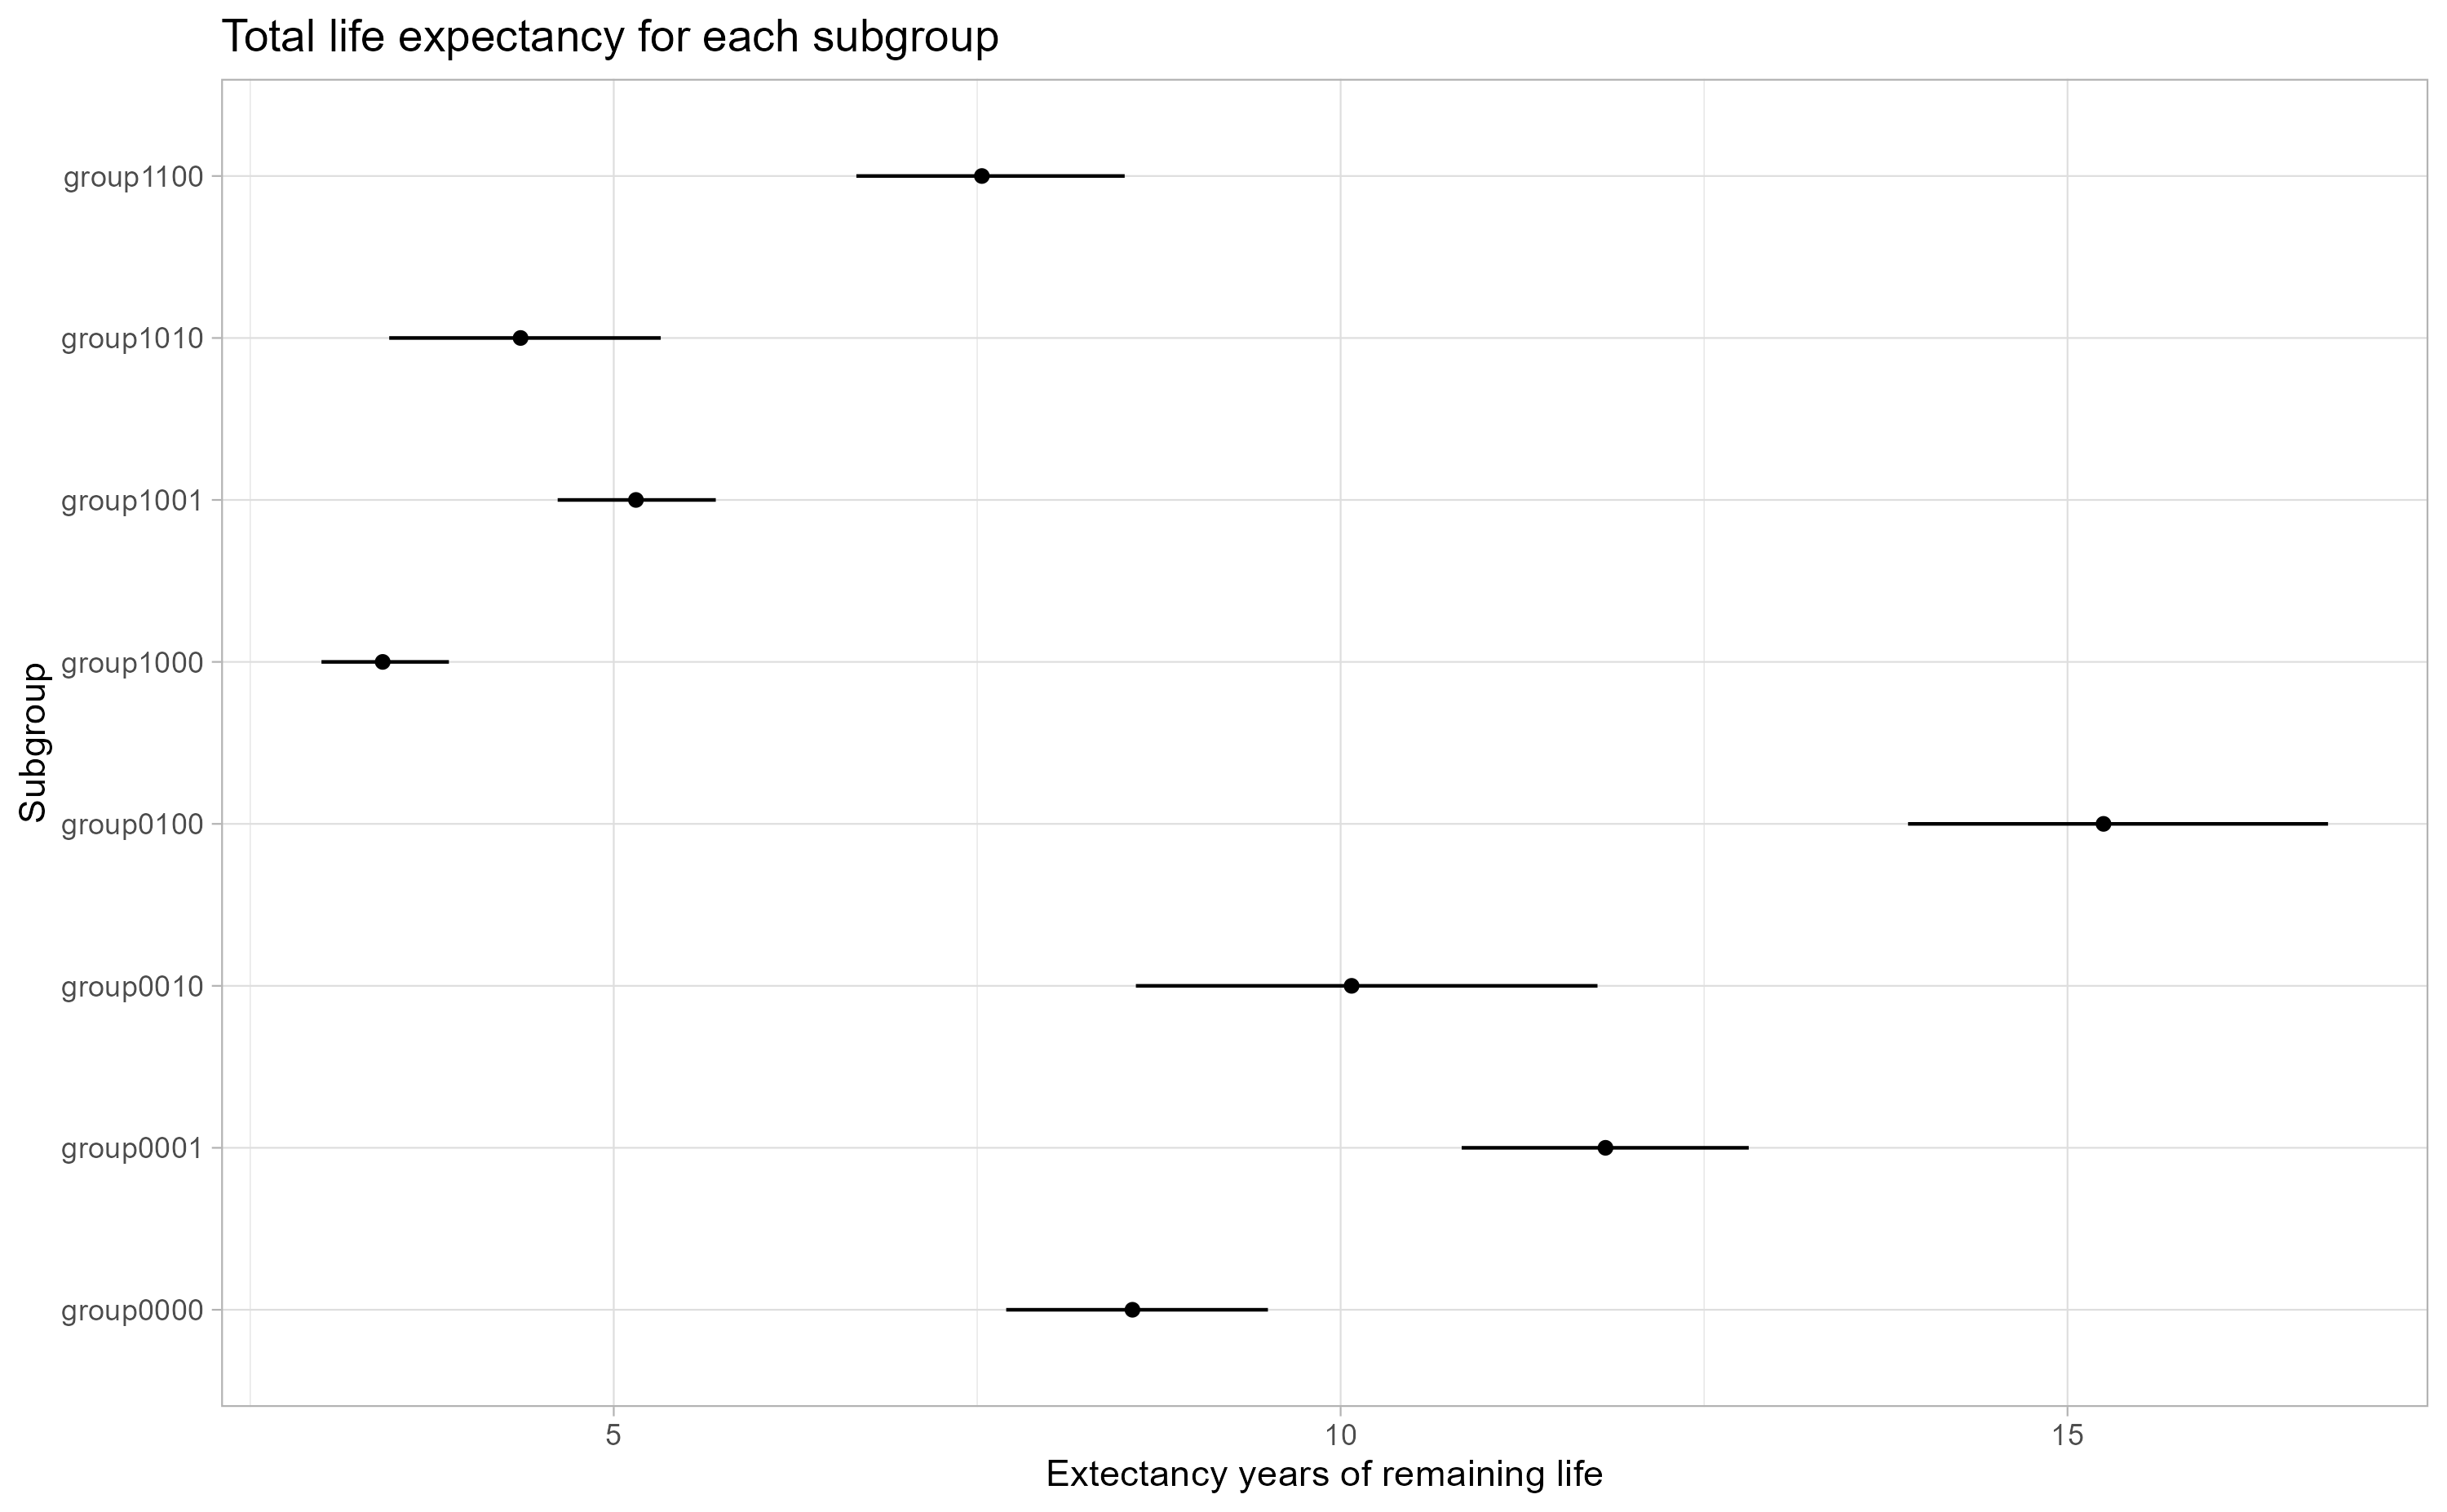 Total life expectancy for each subgroup
group1100
group1010
group1001
group1000
group0100
group0010
group0001
group0000
Subgroup
5
10
15
Extectancy years of remaining life